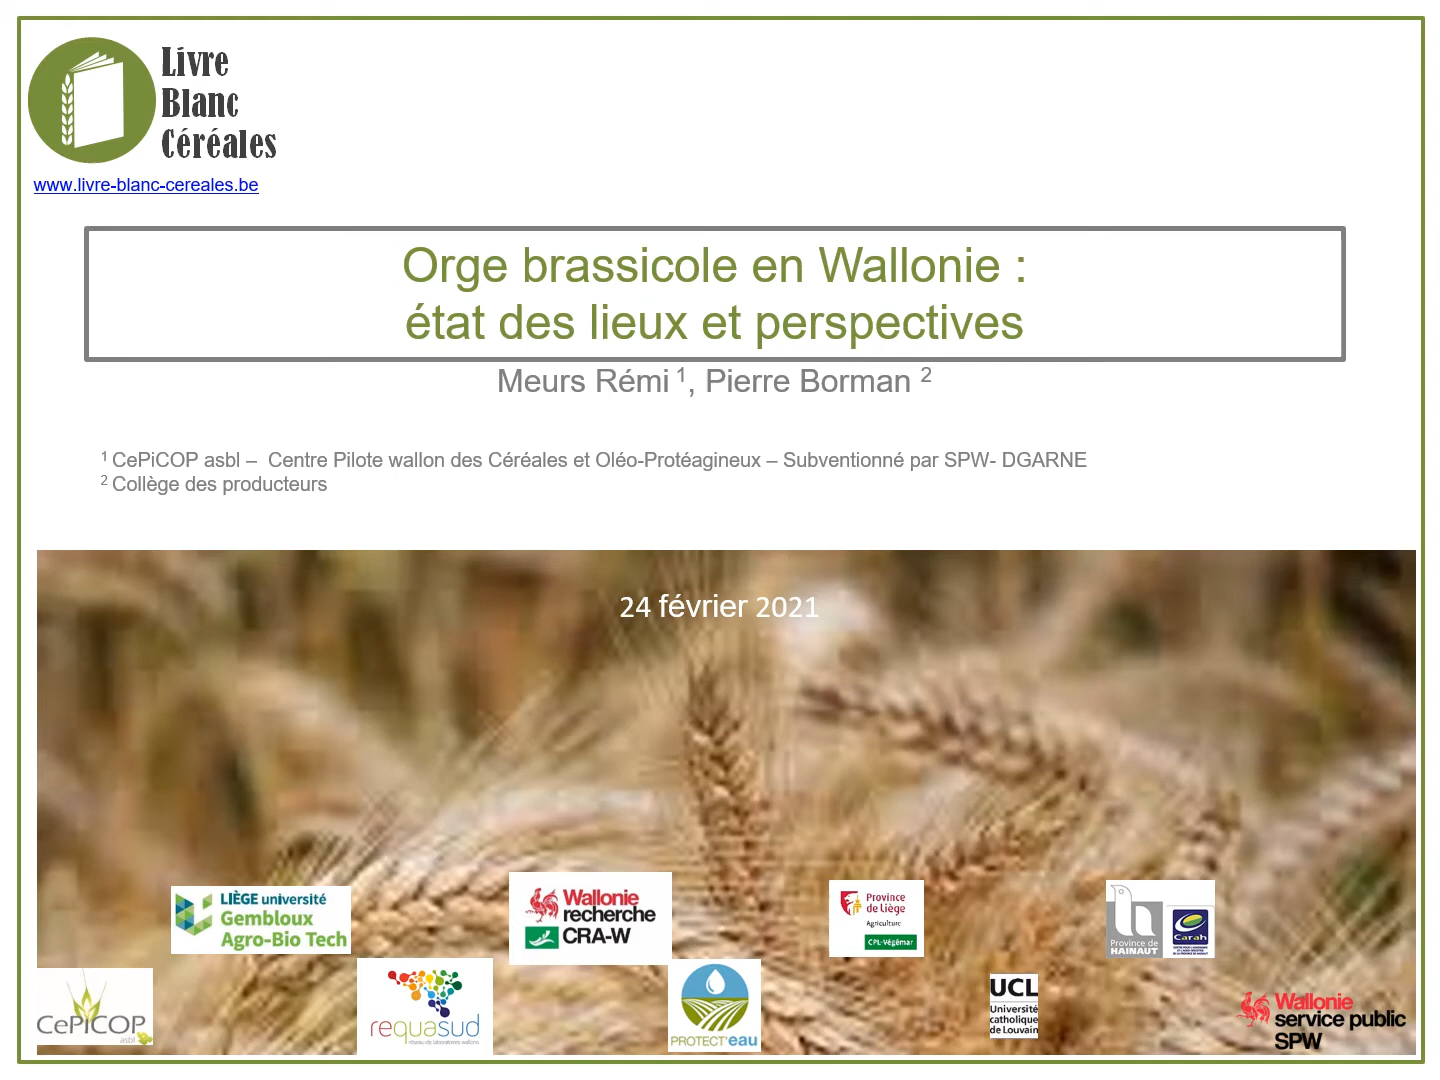 Livre
Blanc
Céréales
www.livre-blanc-cereales.be
Orge brassicole en Wallonie :
état des lieux et perspectives
Meurs Rémi 1, Pierre Borman 2
1 CePiCOP asbl – Centre Pilote wallon des Céréales et Oléo-Protéagineux – Subventionné par SPW- DGARNE
2 Collège des producteurs
24 février 2021
LIÈGE université
Gembloux
Agro-Bio Tech
Wallonie
recherche
CRA-W
Province
de Liège
Agriculture
CPL-Végémar
Province de
HAINAUT
Carah
CePiCOP
asbl
requasud
réseau de laboratoires wallons
PROTECT'eau
UCL
Université
catholique
de Louvain
Wallonie
service public
SPW